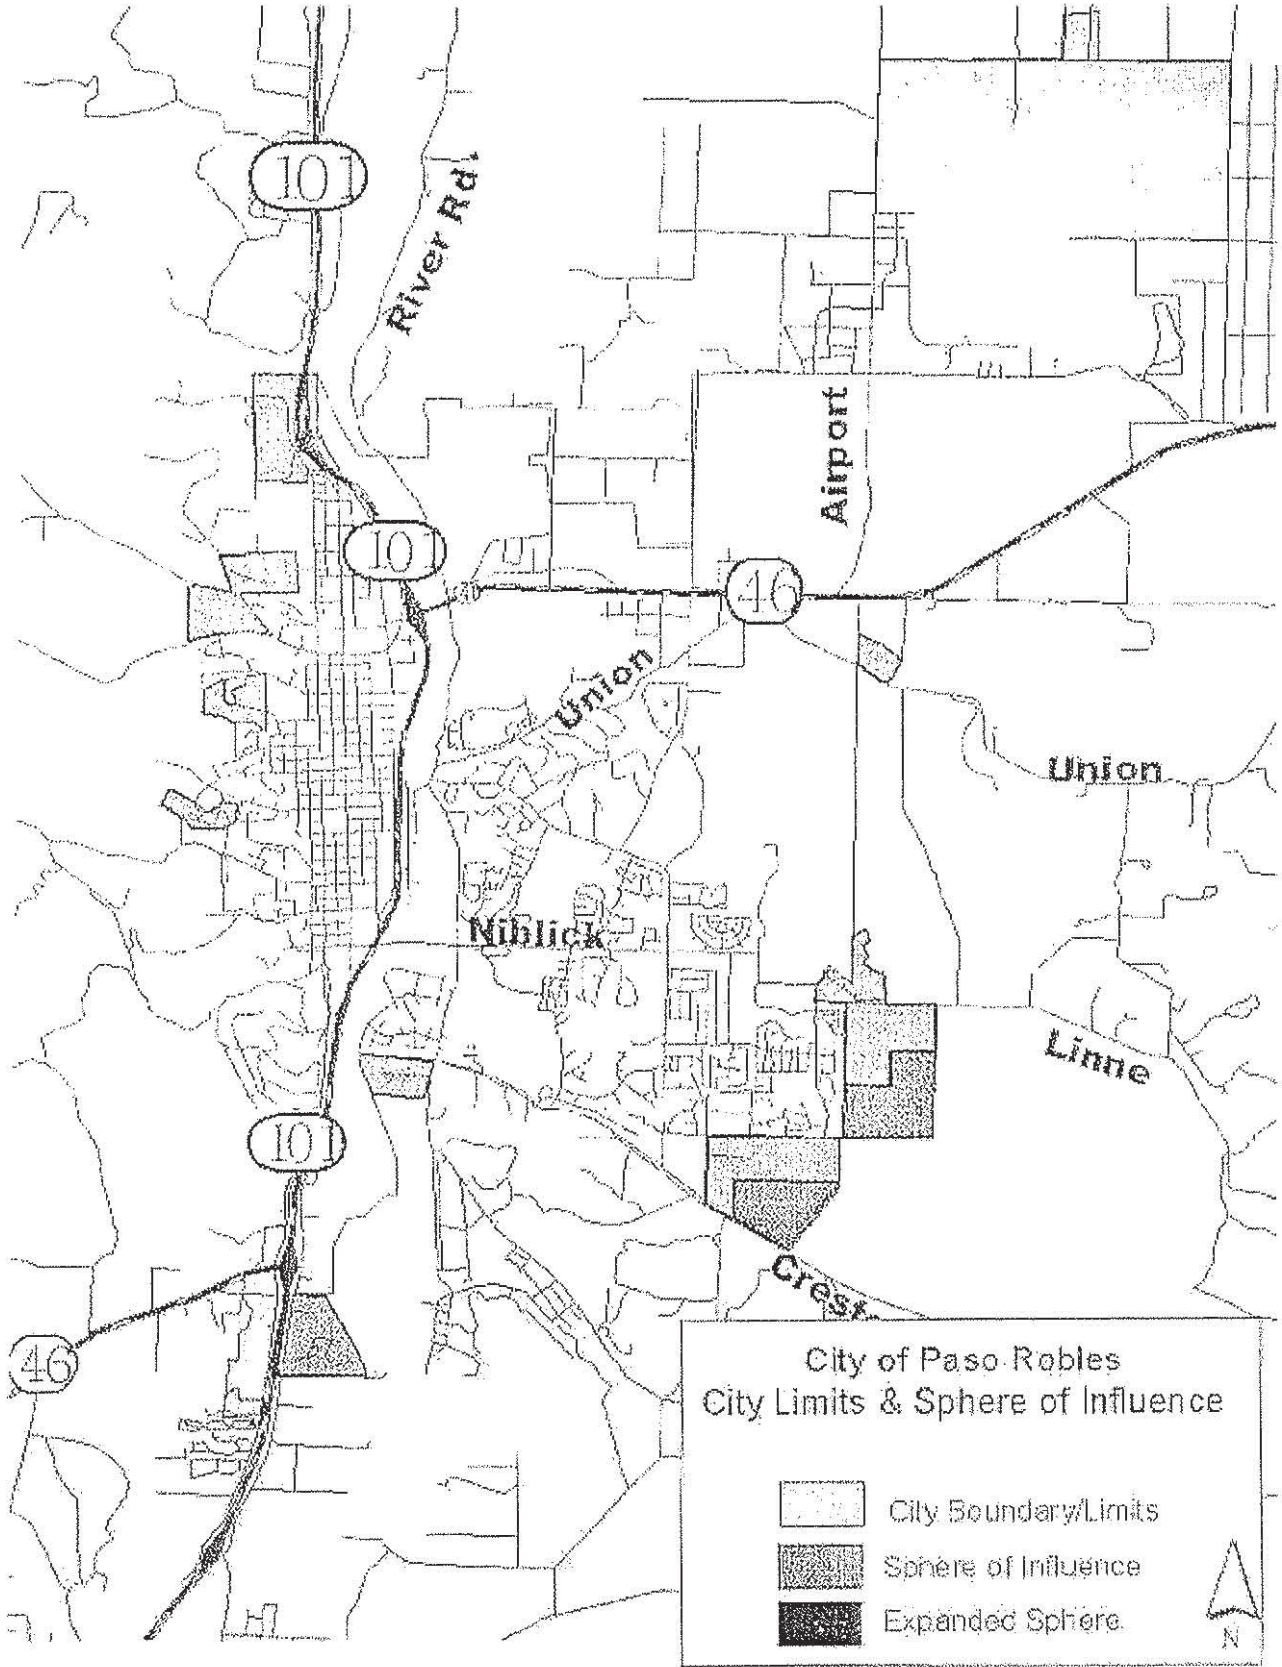 101
River Rd.
Airport
101
46
Union
Union
Niblick
Linne
101
Crest
46
City of Paso Robles
City Limits & Sphere of Influence
City Boundary/Limits
Sphere of Influence
Expanded Sphere
N